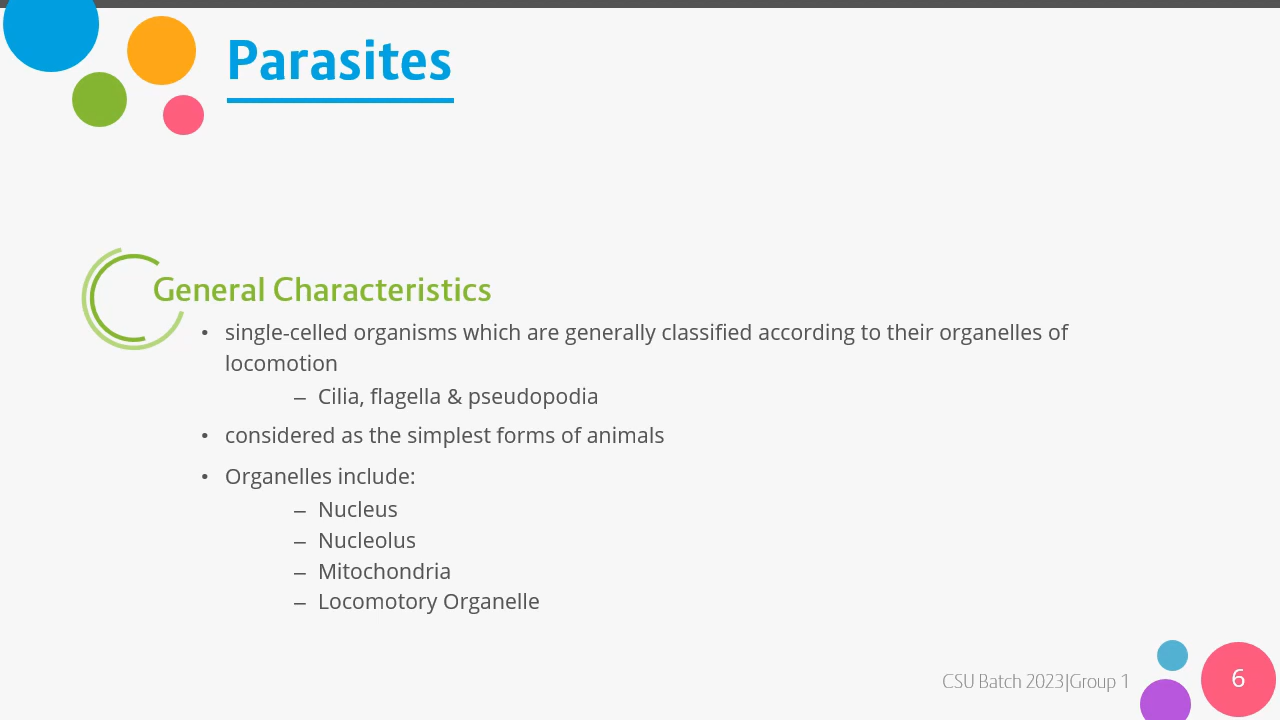 Parasites
General Characteristics
• single-celled organisms which are generally classified according to their organelles of
locomotion
– Cilia, flagella & pseudopodia
• considered as the simplest forms of animals
• Organelles include:
– Nucleus
– Nucleolus
– Mitochondria
– Locomotory Organelle
CSU Batch 2023|Group 1
6